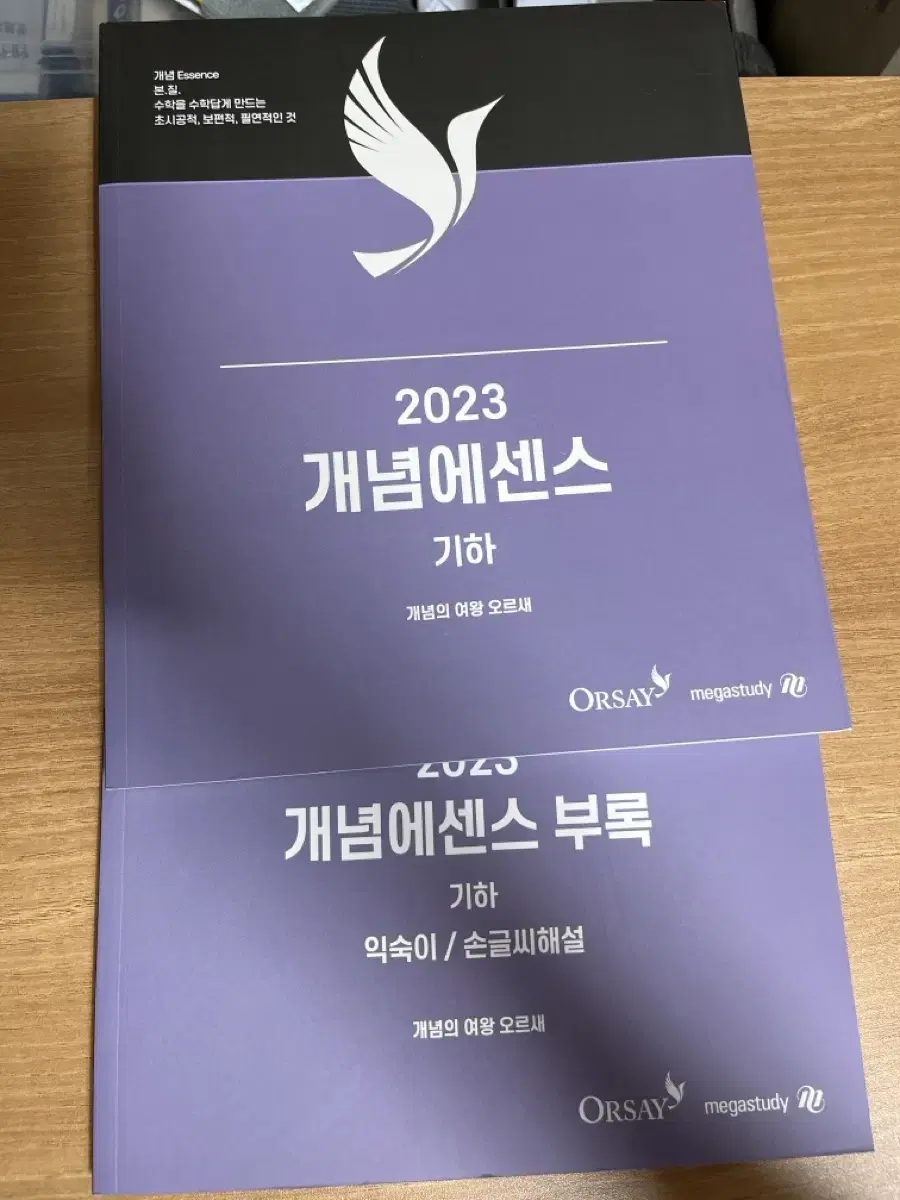 개념 Essence
본.질.
수학을 수학답게 만드는
초시공적, 보편적, 필연적인 것
2023
개념에센스
기하
개념의 여왕 오르새
ORSAY megastudy
2023
개념에센스 부록
기하
익숙이 / 손글씨해설
개념의 여왕 오르새
ORSAY megastudy